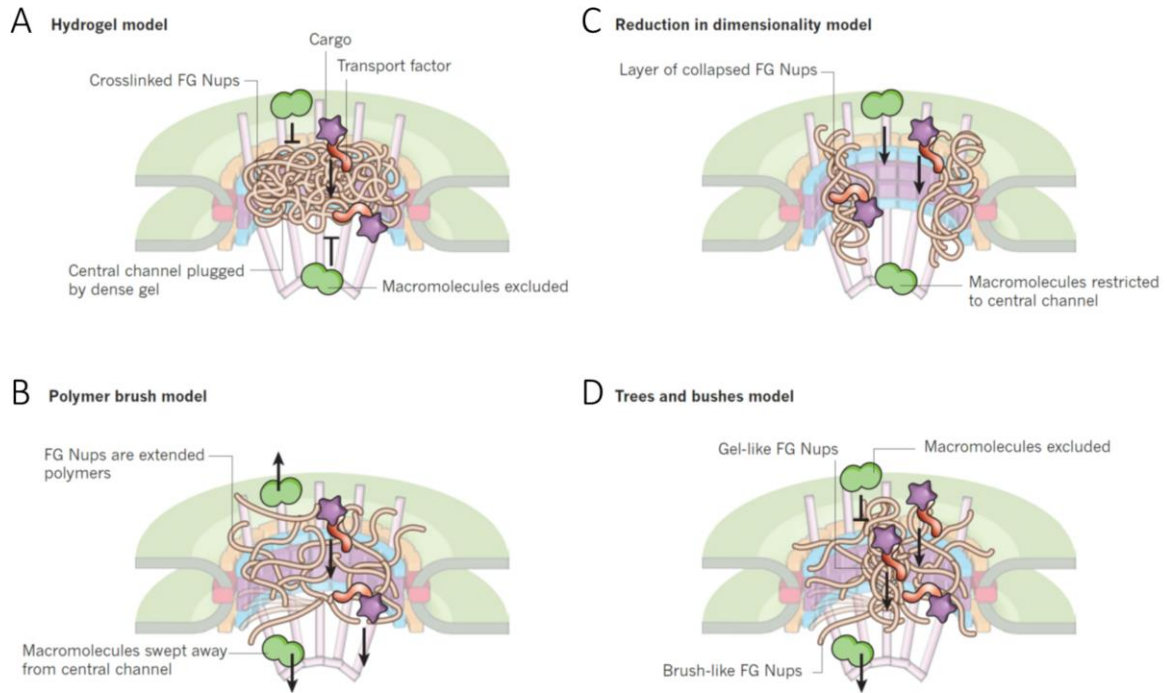 A Hydrogel model
Cargo
Transport factor
Crosslinked FG Nups
Central channel plugged
by dense gel
Macromolecules excluded
C Reduction in dimensionality model
Layer of collapsed FG Nups
Macromolecules restricted
to central channel
B Polymer brush model
FG Nups are extended
polymers
Macromolecules swept away
from central channel
D Trees and bushes model
Gel-like FG Nups
Macromolecules excluded
Brush-like FG Nups